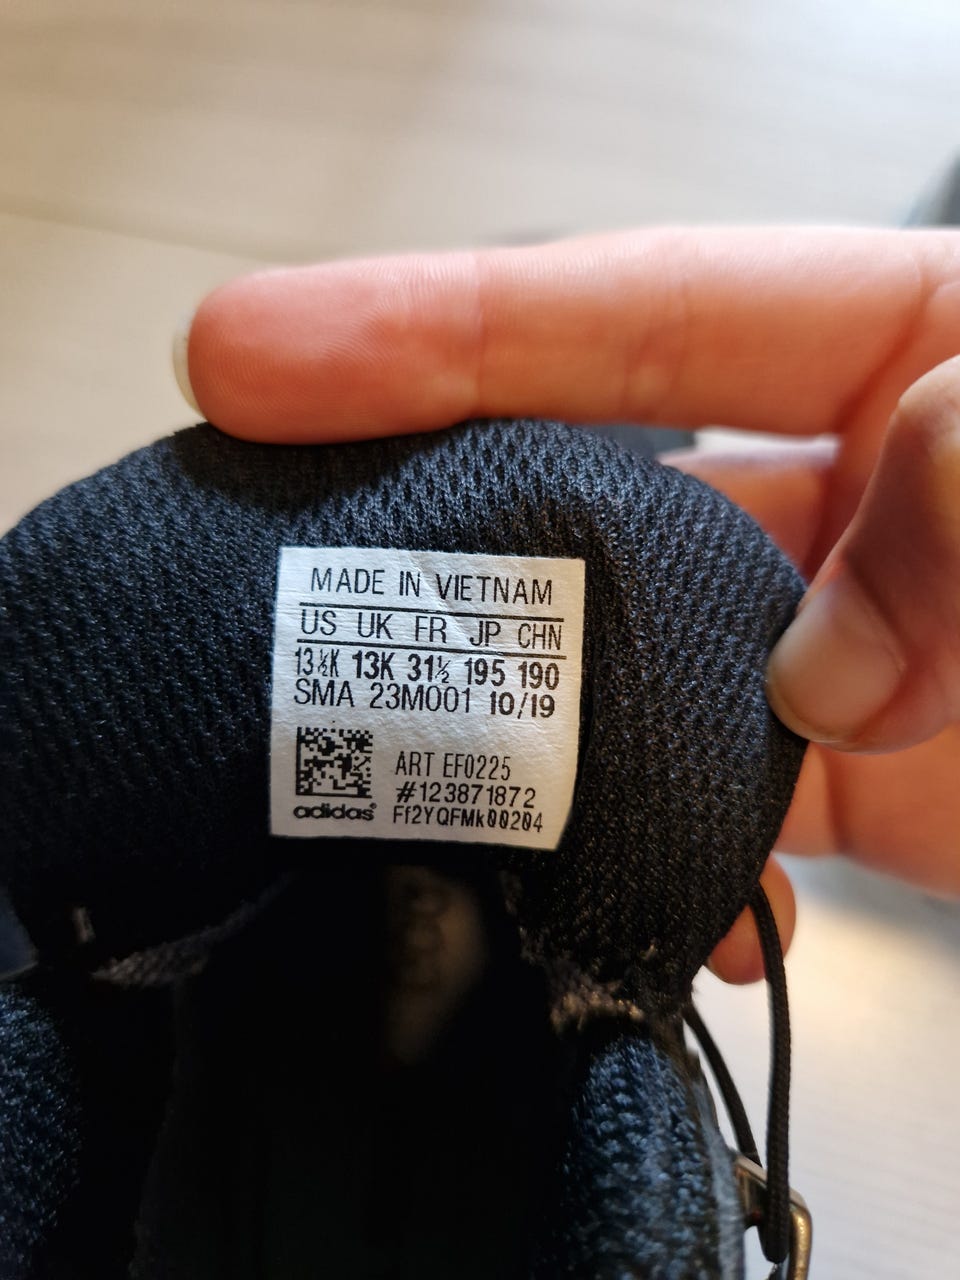 MADE IN VIETNAM
US UK FR JP CHN
13½K 13K 31½ 195 190
SMA 23M001 10/19
ART EF0225
#123871872
adidas® Ff2YQFMk00204